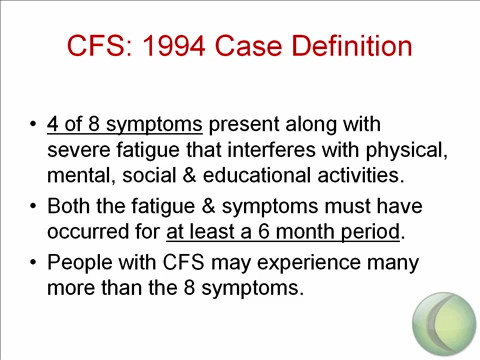 CFS: 1994 Case Definition
• 4 of 8 symptoms present along with
severe fatigue that interferes with physical,
mental, social & educational activities.
• Both the fatigue & symptoms must have
occurred for at least a 6 month period.
• People with CFS may experience many
more than the 8 symptoms.